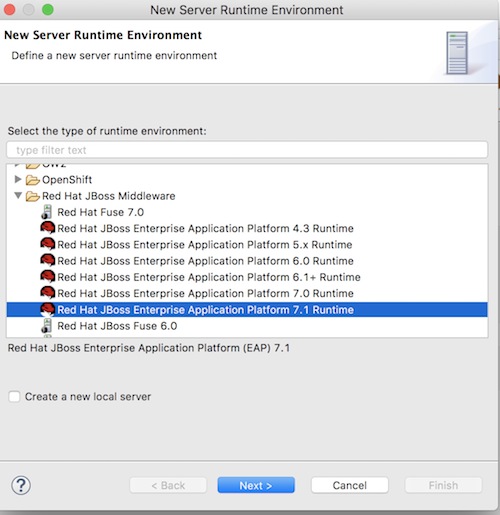 New Server Runtime Environment
New Server Runtime Environment
Define a new server runtime environment
Select the type of runtime environment:
type filter text
OpenShift
Red Hat JBoss Middleware
Red Hat Fuse 7.0
Red Hat JBoss Enterprise Application Platform 4.3 Runtime
Red Hat JBoss Enterprise Application Platform 5.x Runtime
Red Hat JBoss Enterprise Application Platform 6.0 Runtime
Red Hat JBoss Enterprise Application Platform 6.1+ Runtime
Red Hat JBoss Enterprise Application Platform 7.0 Runtime
Red Hat JBoss Enterprise Application Platform 7.1 Runtime
Red Hat JBoss Fuse 6.0
Red Hat JBoss Enterprise Application Platform (EAP) 7.1
Create a new local server
? < Back Next > Cancel Finish